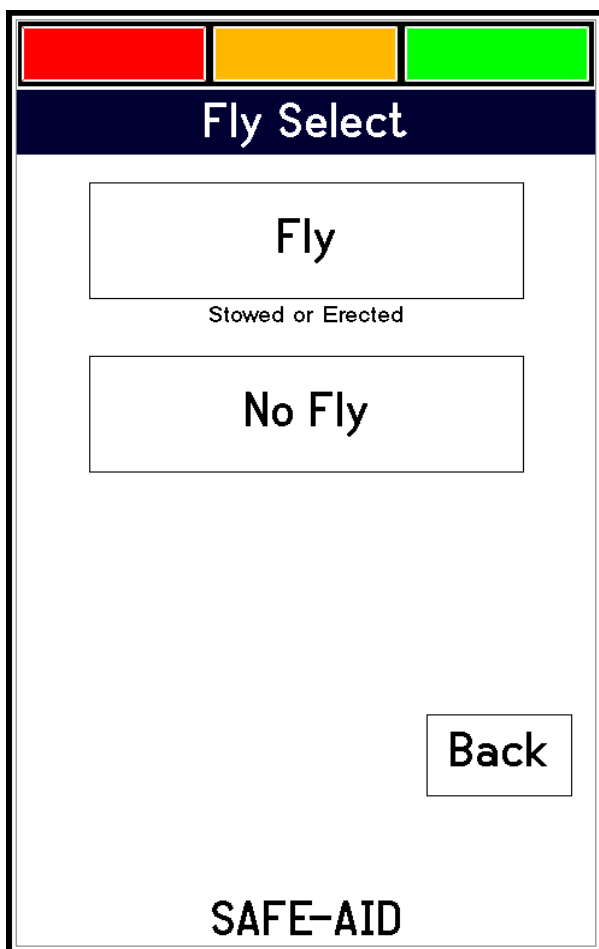 Fly Select
Fly
Stowed or Erected
No Fly
Back
SAFE-AID